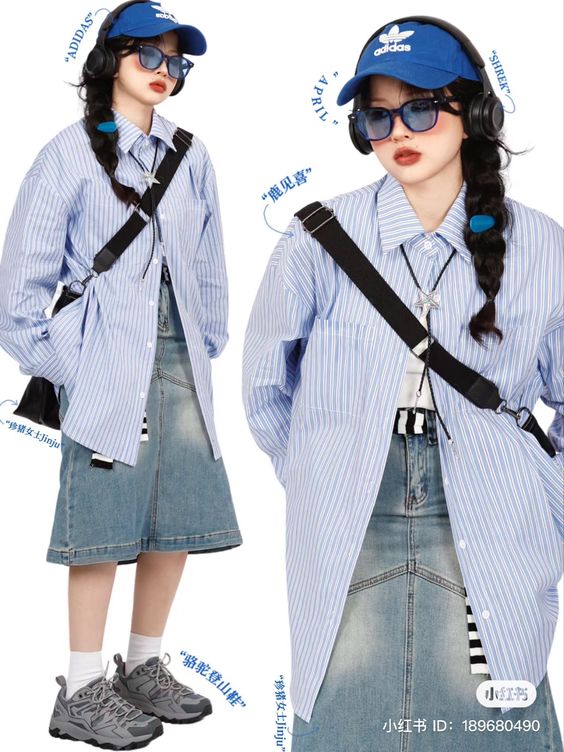 “ADIDAS”
adidas
adidas
“SHREK”
“APRIL”
“鹿见喜”
“珍猪女士Jinju”
“骆驼登山鞋”
“珍猪女士Jinju”
小红书
小红书 ID: 189680490